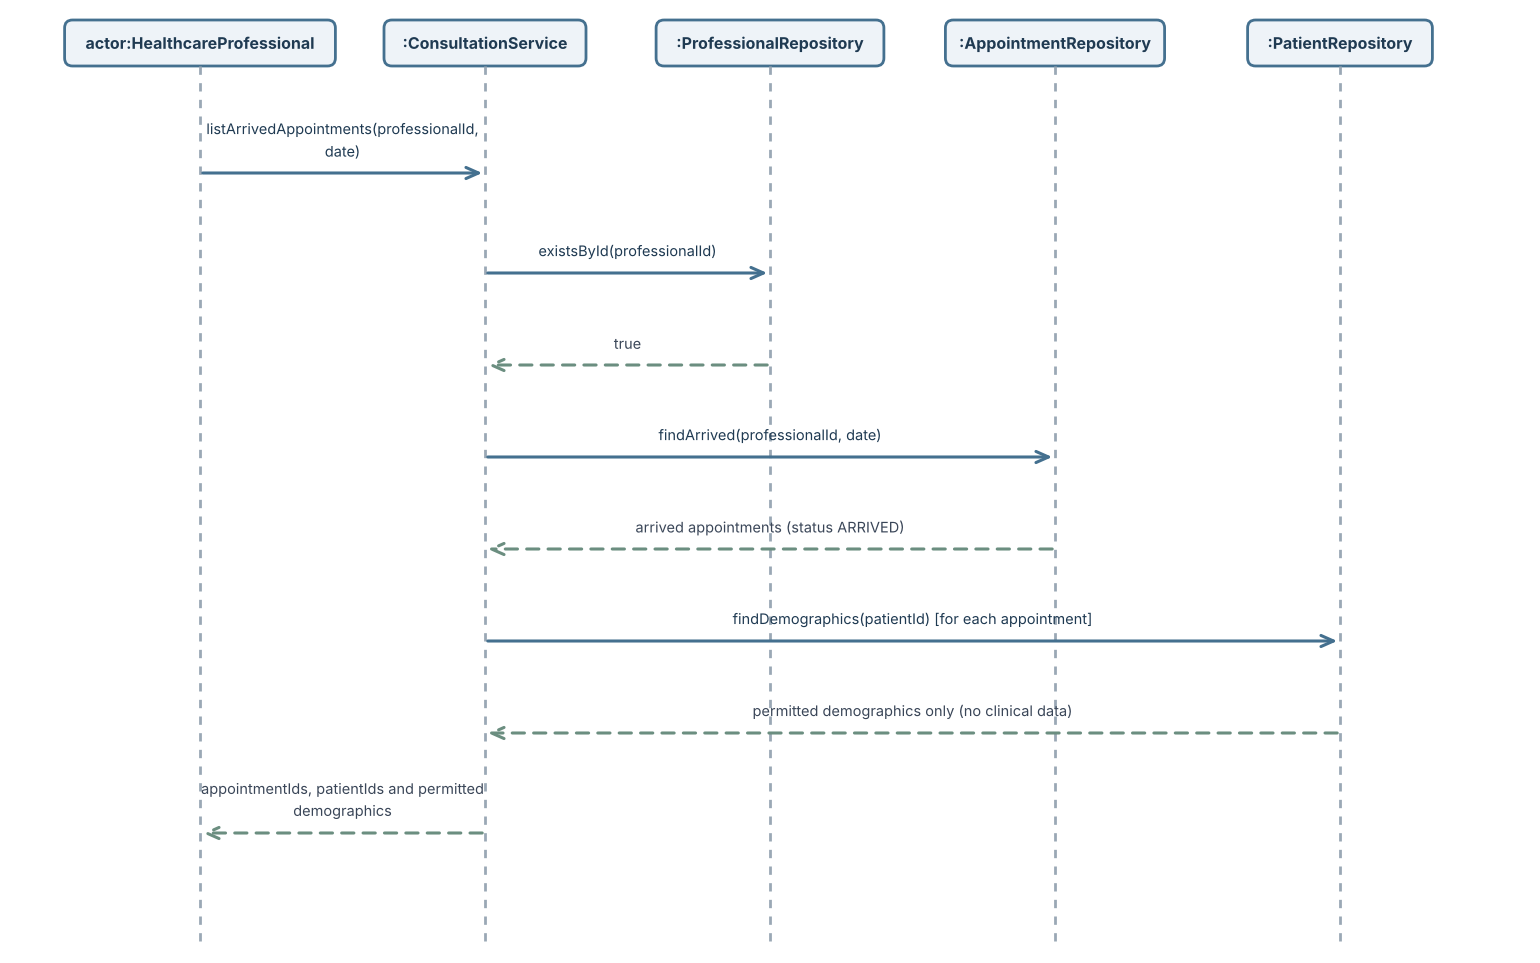 actor:HealthcareProfessional
:ConsultationService
:ProfessionalRepository
:AppointmentRepository
:PatientRepository
listArrivedAppointments(professionalId,
date)
existsById(professionalId)
true
findArrived(professionalId, date)
arrived appointments (status ARRIVED)
findDemographics(patientId) [for each appointment]
permitted demographics only (no clinical data)
appointmentIds, patientIds and permitted
demographics